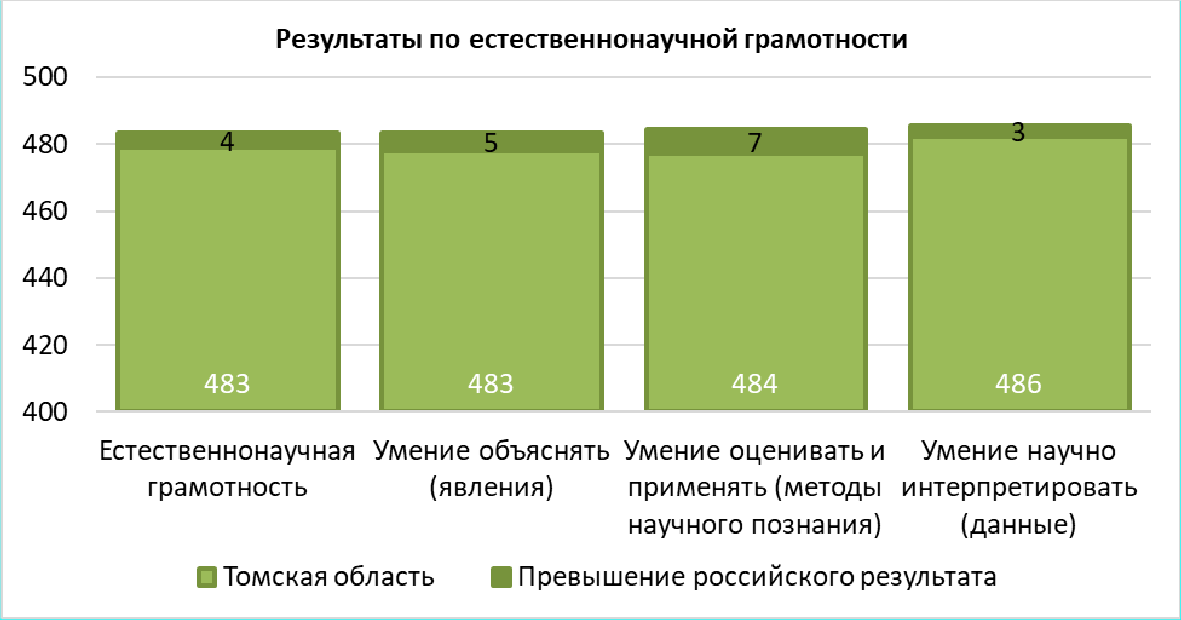 Результаты по естественнонаучной грамотности
500
480
460
440
420
400
4
5
7
3
483
483
484
486
Естественнонаучная
грамотность
Умение объяснять
(явления)
Умение оценивать и
применять (методы
научного познания)
Умение научно
интерпретировать
(данные)
Томская область
Превышение российского результата